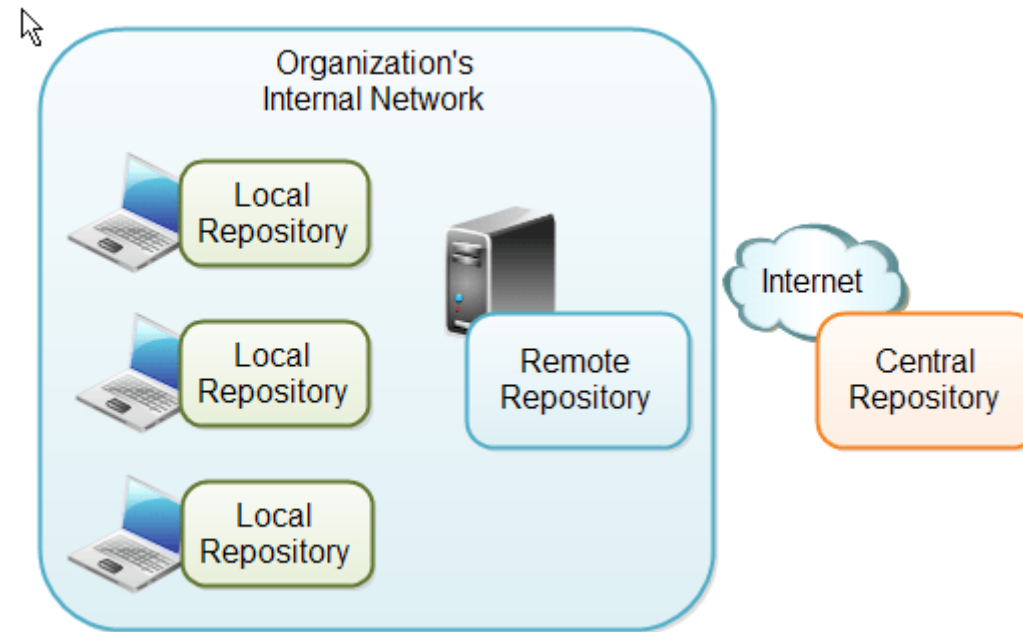 Organization's
Internal Network
Local
Repository
Local
Repository
Local
Repository
Remote
Repository
Internet
Central
Repository